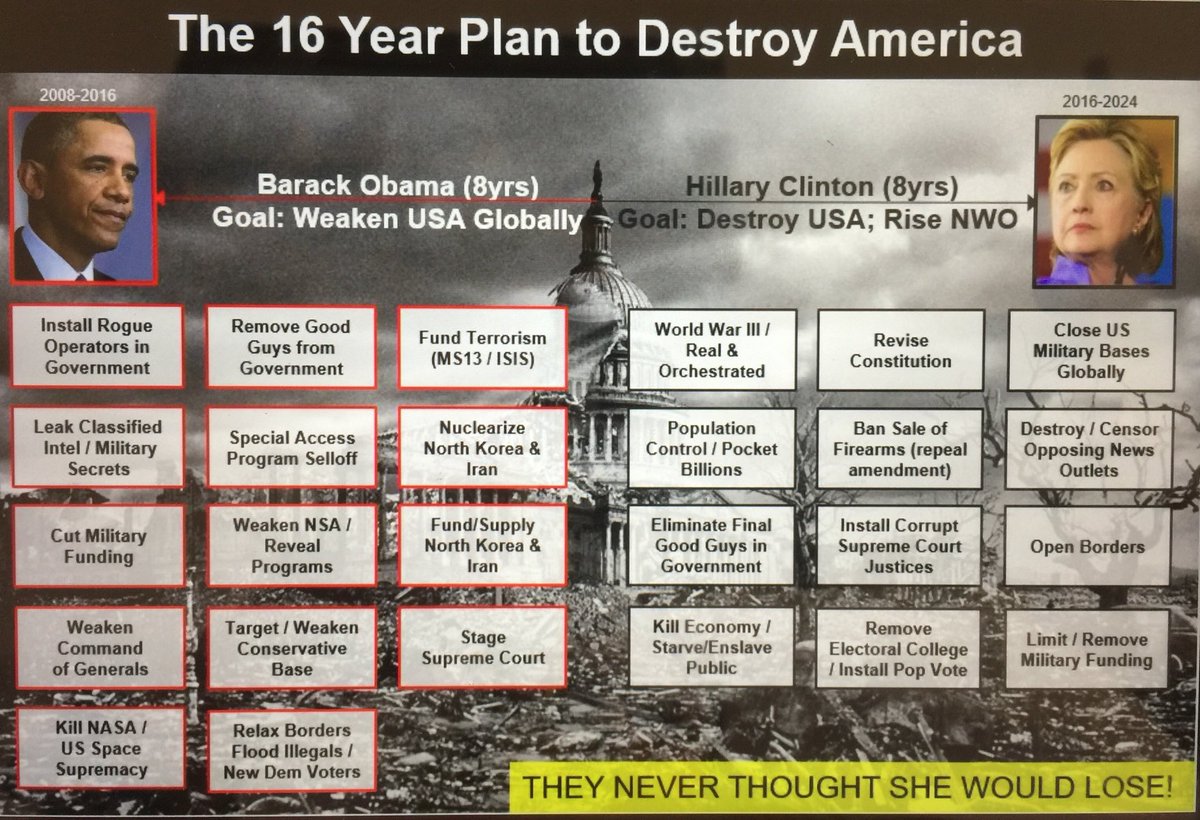 The 16 Year Plan to Destroy America
2008-2016
2016-2024
Barack Obama (8yrs)
Goal: Weaken USA Globally
Hillary Clinton (8yrs)
Goal: Destroy USA; Rise NWO
Install Rogue
Operators in
Government
Remove Good
Guys from
Government
Fund Terrorism
(MS13 / ISIS)
World War III /
Real &
Orchestrated
Revise
Constitution
Close US
Military Bases
Globally
Leak Classified
Intel / Military
Secrets
Special Access
Program Selloff
Nuclearize
North Korea &
Iran
Population
Control / Pocket
Billions
Ban Sale of
Firearms (repeal
amendment)
Destroy / Censor
Opposing News
Outlets
Cut Military
Funding
Weaken NSA /
Reveal
Programs
Fund/Supply
North Korea &
Iran
Eliminate Final
Good Guys in
Government
Install Corrupt
Supreme Court
Justices
Open Borders
Weaken
Command
of Generals
Target / Weaken
Conservative
Base
Stage
Supreme Court
Kill Economy /
Starve/Enslave
Public
Remove
Electoral College
/ Install Pop Vote
Limit / Remove
Military Funding
Kill NASA /
US Space
Supremacy
Relax Borders
Flood Illegals /
New Dem Voters
THEY NEVER THOUGHT SHE WOULD LOSE!